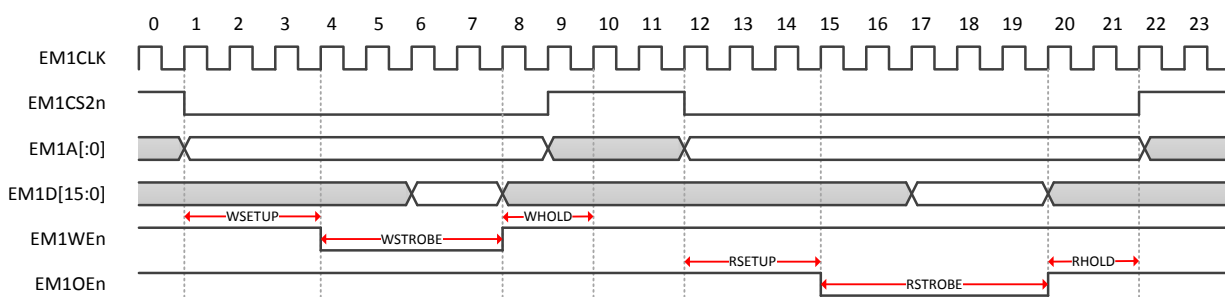 0 1 2 3 4 5 6 7 8 9 10 11 12 13 14 15 16 17 18 19 20 21 22 23
EM1CLK
EM1CS2n
EM1A[:0]
EM1D[15:0]
WSETUP WHOLD
EM1WEn
WSTROBE
RSETUP RHOLD
EM1OEn
RSTROBE